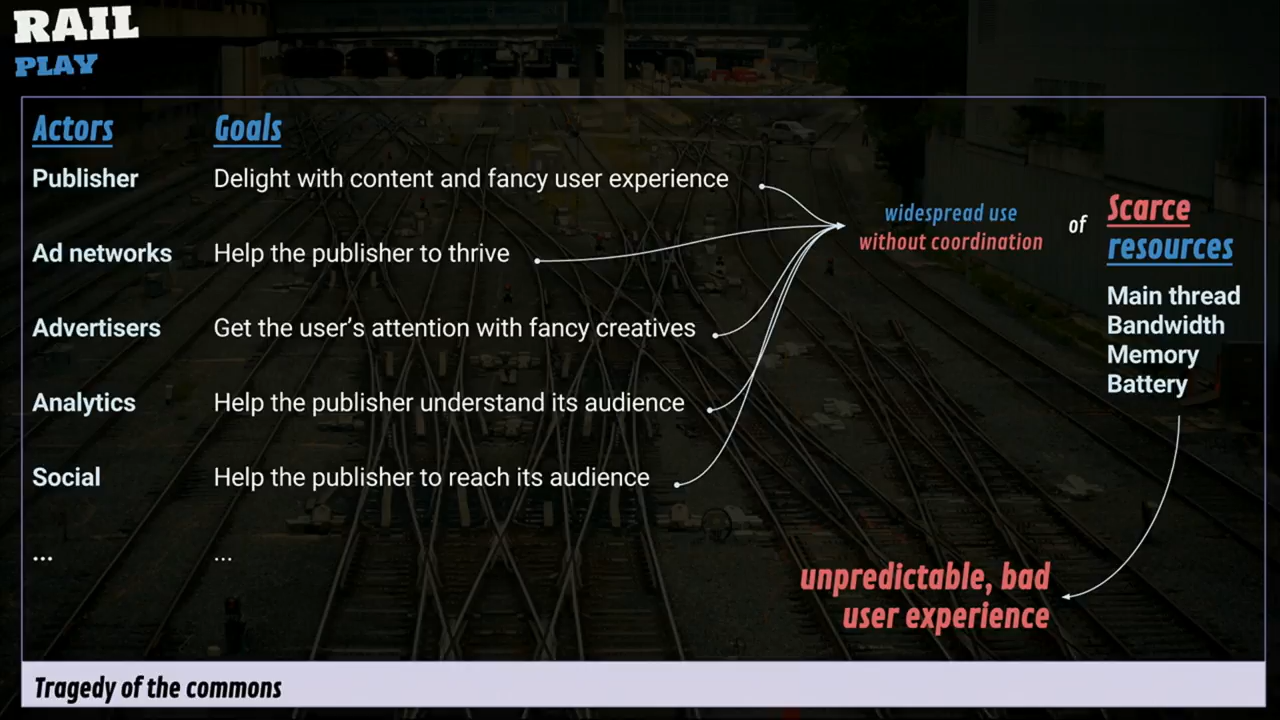 RAIL
PLAY
Actors
Goals
Publisher
Delight with content and fancy user experience
Ad networks
Help the publisher to thrive
Advertisers
Get the user's attention with fancy creatives
Analytics
Help the publisher understand its audience
Social
Help the publisher to reach its audience
...
...
widespread use
without coordination
of
Scarce
resources
Main thread
Bandwidth
Memory
Battery
unpredictable, bad
user experience
Tragedy of the commons